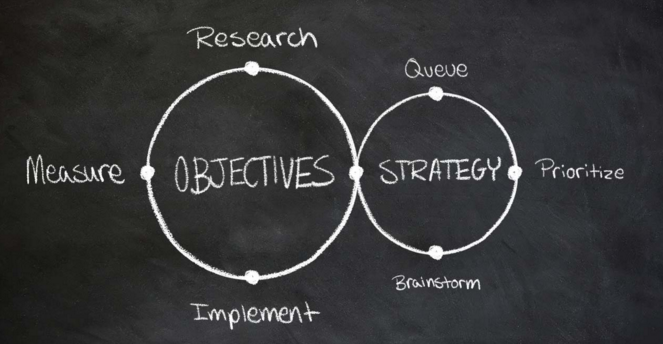 Research
Queue
Measure
OBJECTIVES
STRATEGY
Prioritize
Brainstorm
Implement